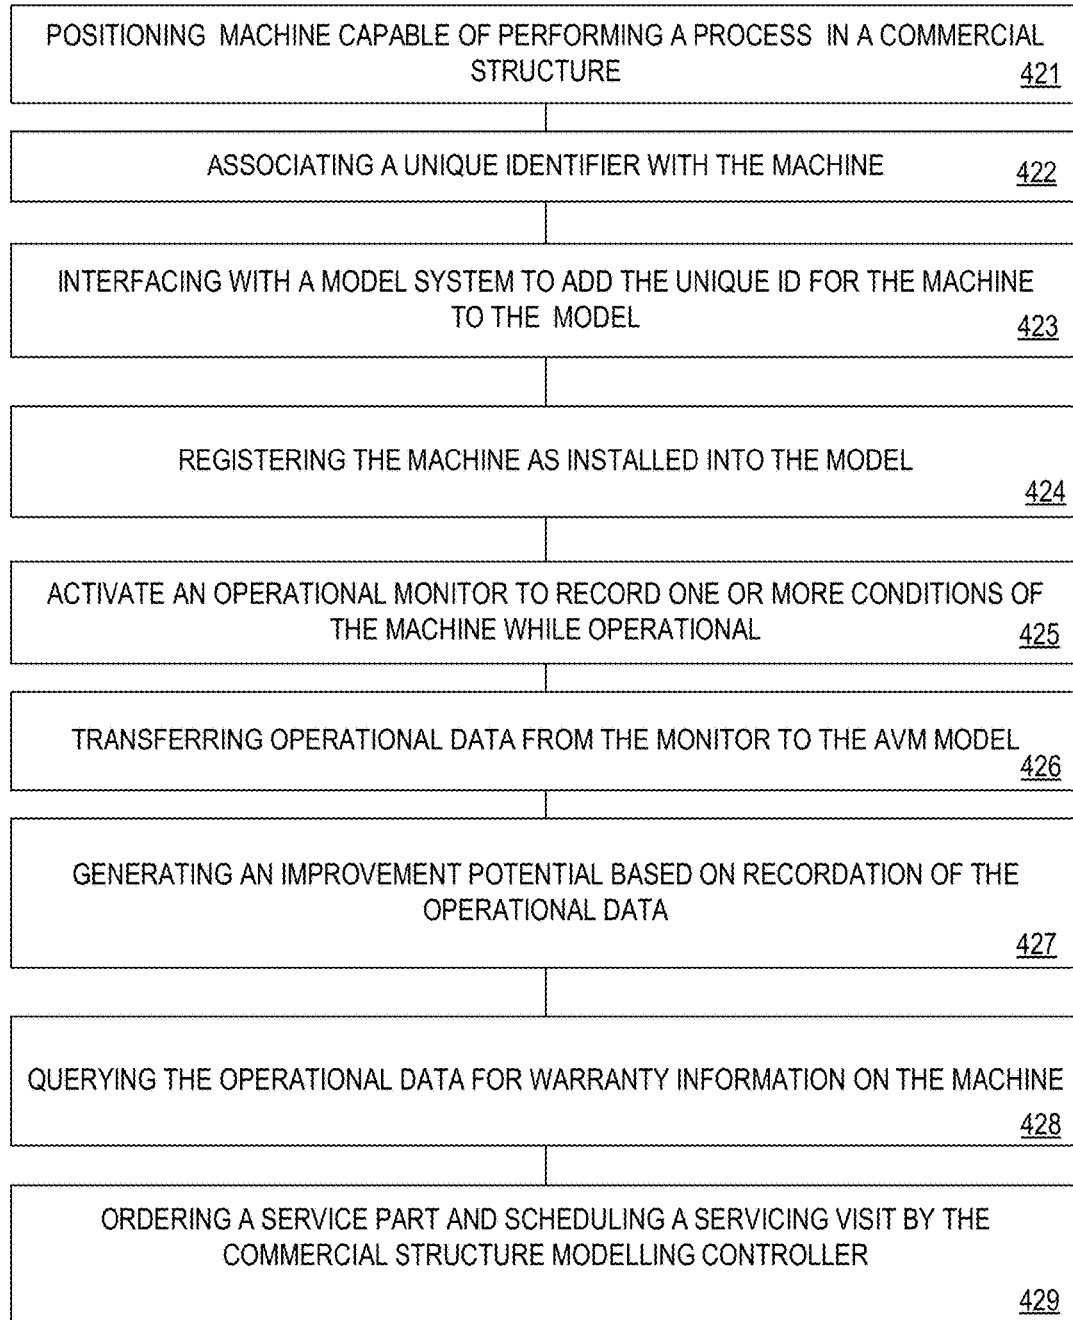 POSITIONING MACHINE CAPABLE OF PERFORMING A PROCESS IN A COMMERCIAL
STRUCTURE
421
ASSOCIATING A UNIQUE IDENTIFIER WITH THE MACHINE
422
INTERFACING WITH A MODEL SYSTEM TO ADD THE UNIQUE ID FOR THE MACHINE
TO THE MODEL
423
REGISTERING THE MACHINE AS INSTALLED INTO THE MODEL
424
ACTIVATE AN OPERATIONAL MONITOR TO RECORD ONE OR MORE CONDITIONS OF
THE MACHINE WHILE OPERATIONAL
425
TRANSFERRING OPERATIONAL DATA FROM THE MONITOR TO THE AVM MODEL
426
GENERATING AN IMPROVEMENT POTENTIAL BASED ON RECORDATION OF THE
OPERATIONAL DATA
427
QUERYING THE OPERATIONAL DATA FOR WARRANTY INFORMATION ON THE MACHINE
428
ORDERING A SERVICE PART AND SCHEDULING A SERVICING VISIT BY THE
COMMERCIAL STRUCTURE MODELLING CONTROLLER
429